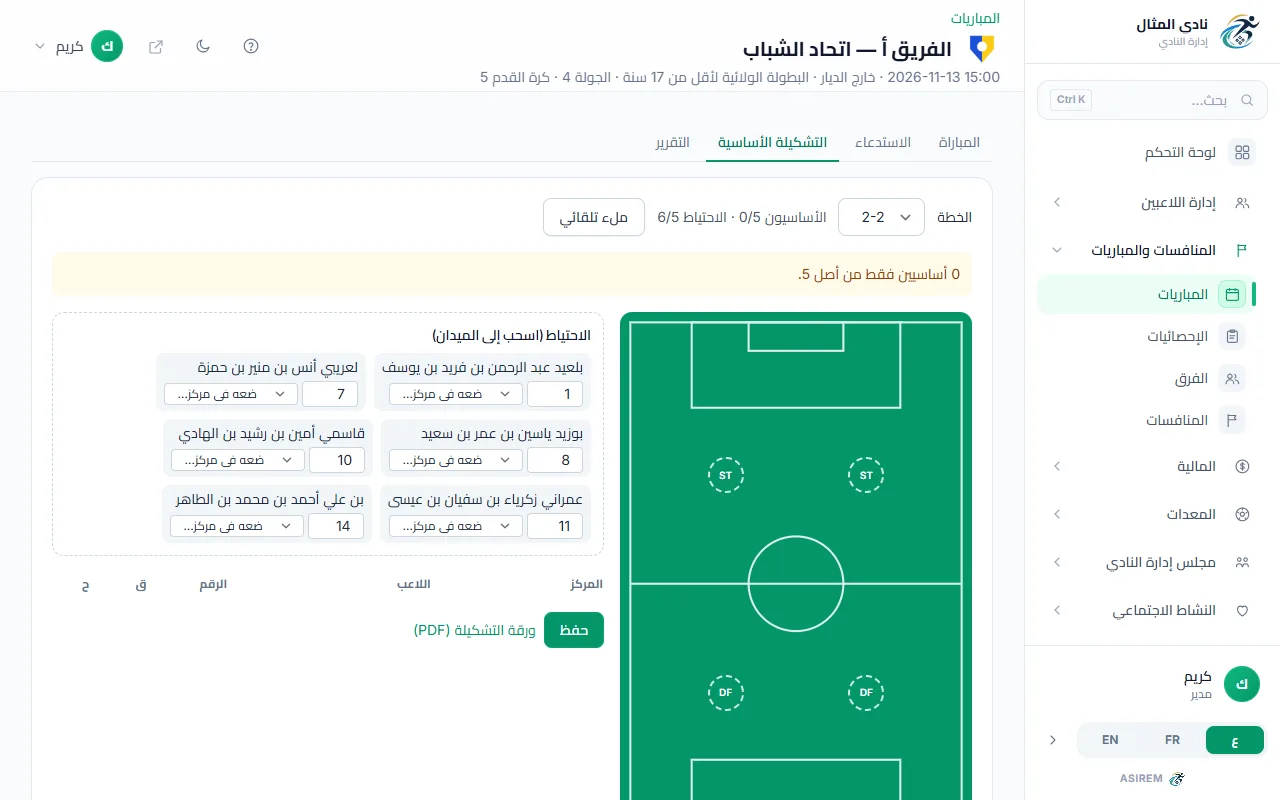 نادي المثال
إدارة النادي
بحث...
Ctrl K
لوحة التحكم
إدارة اللاعبين
المنافسات والمباريات
المباريات
الإحصائيات
الفرق
المنافسات
المالية
المعدات
مجلس إدارة النادي
النشاط الاجتماعي
ك
كريم
مدير
ع
FR
EN
ASIREM
المباريات
الفريق أ — اتحاد الشباب
15:00 2026-11-13 · خارج الديار · البطولة الولائية لأقل من 17 سنة · الجولة 4 · كرة القدم 5
ك
كريم
المباراة
الاستدعاء
التشكيلة الأساسية
التقرير
الخطة
2-2
الأساسيون 0/5 · الاحتياط 6/5
ملء تلقائي
0 أساسيين فقط من أصل 5.
ST
ST
DF
DF
الاحتياط (اسحب إلى الميدان)
بلعيد عبد الرحمن بن فريد بن يوسف
1
ضعه في مركز...
لعريبي أنس بن منير بن حمزة
7
ضعه في مركز...
بوزيد ياسين بن عمر بن سعيد
8
ضعه في مركز...
قاسمي أمين بن رشيد بن الهادي
10
ضعه في مركز...
عمراني زكرياء بن سفيان بن عيسى
11
ضعه في مركز...
بن علي أحمد بن محمد بن الطاهر
14
ضعه في مركز...
المركز
اللاعب
الرقم
ق
ح
حفظ
ورقة التشكيلة (PDF)